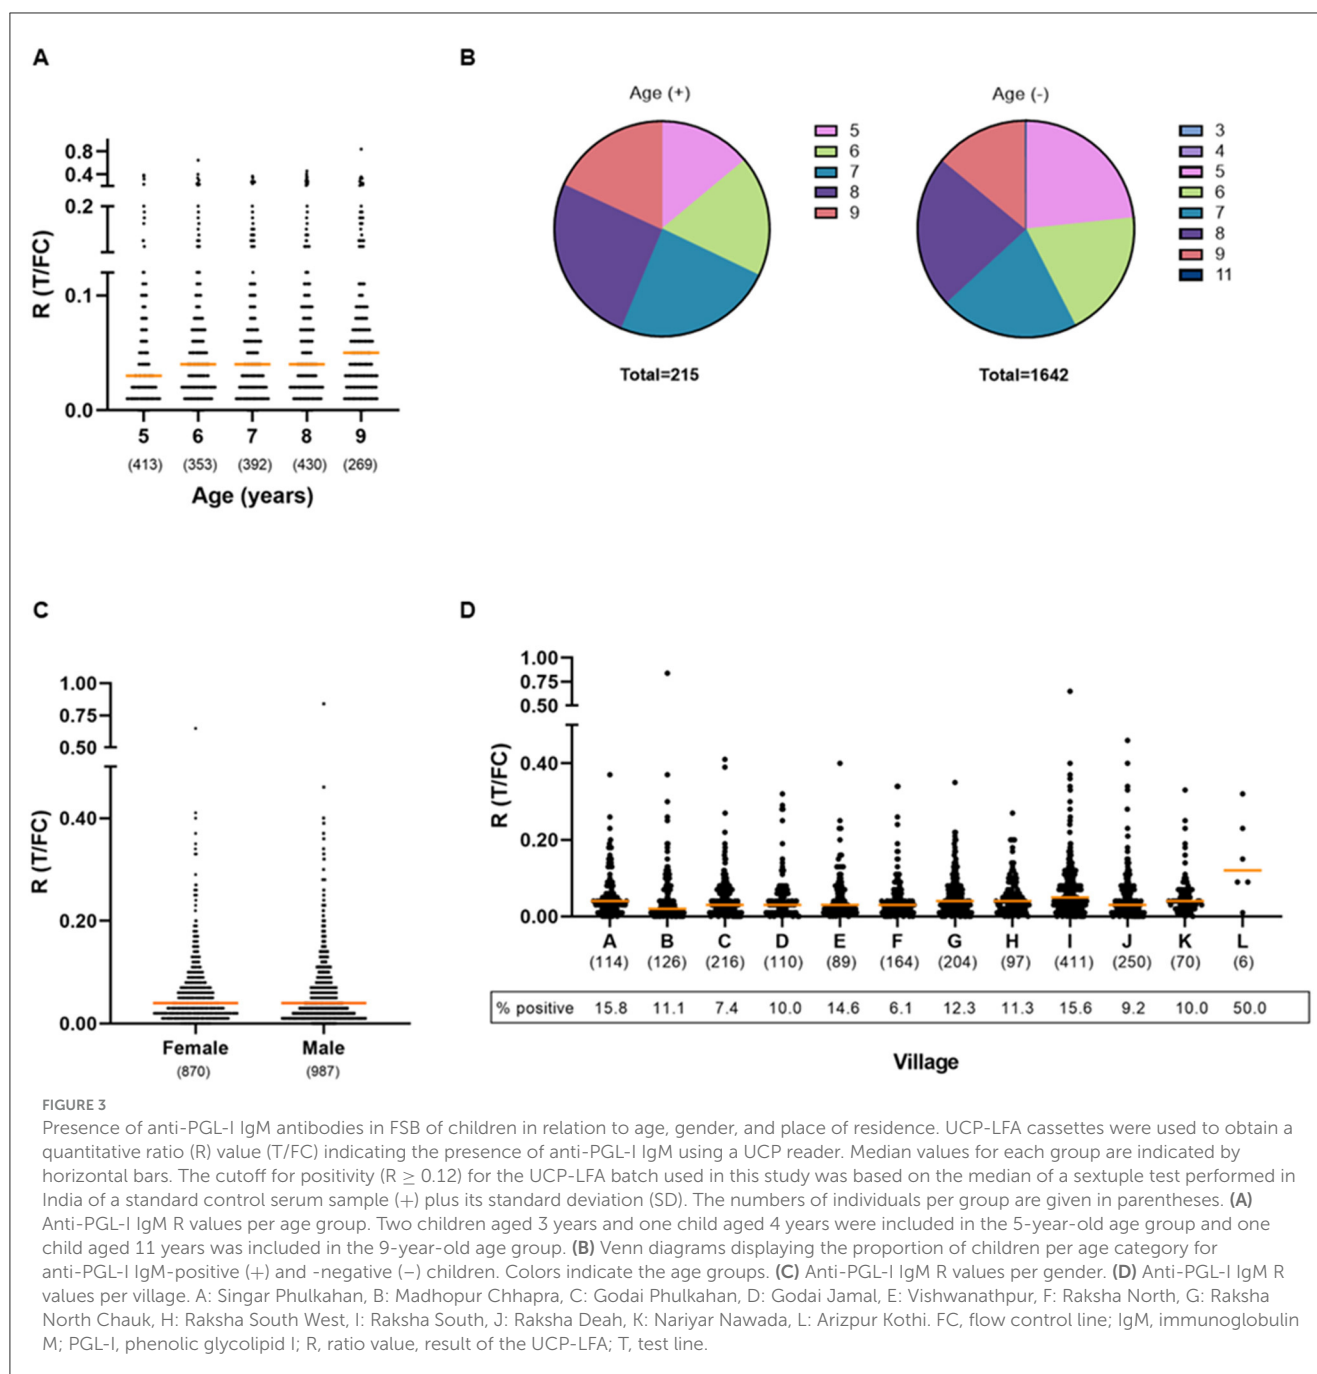 A
0.8
0.4
0.2
0.1
0.0
R (T/FC)
5 6 7 8 9
(413) (353) (392) (430) (269)
Age (years)
B
Age (+)
5
6
7
8
9
Total=215
Age (-)
3
4
5
6
7
8
9
11
Total=1642
C
1.00
0.75
0.50
0.40
0.20
0.00
R (T/FC)
Female Male
(870) (987)
D
1.00
0.75
0.50
0.40
0.20
0.00
R (T/FC)
A B C D E F G H I J K L
(114) (126) (216) (110) (89) (164) (204) (97) (411) (250) (70) (6)
% positive 15.8 11.1 7.4 10.0 14.6 6.1 12.3 11.3 15.6 9.2 10.0 50.0
Village
FIGURE 3
Presence of anti-PGL-I IgM antibodies in FSB of children in relation to age, gender, and place of residence. UCP-LFA cassettes were used to obtain a
quantitative ratio (R) value (T/FC) indicating the presence of anti-PGL-I IgM using a UCP reader. Median values for each group are indicated by
horizontal bars. The cutoff for positivity (R ≥ 0.12) for the UCP-LFA batch used in this study was based on the median of a sextuple test performed in
India of a standard control serum sample (+) plus its standard deviation (SD). The numbers of individuals per group are given in parentheses. (A)
Anti-PGL-I IgM R values per age group. Two children aged 3 years and one child aged 4 years were included in the 5-year-old age group and one
child aged 11 years was included in the 9-year-old age group. (B) Venn diagrams displaying the proportion of children per age category for
anti-PGL-I IgM-positive (+) and -negative (−) children. Colors indicate the age groups. (C) Anti-PGL-I IgM R values per gender. (D) Anti-PGL-I IgM R
values per village. A: Singar Phulkahan, B: Madhopur Chhapra, C: Godai Phulkahan, D: Godai Jamal, E: Vishwanathpur, F: Raksha North, G: Raksha
North Chauk, H: Raksha South West, I: Raksha South, J: Raksha Deah, K: Nariyar Nawada, L: Arizpur Kothi. FC, flow control line; IgM, immunoglobulin
M; PGL-I, phenolic glycolipid I; R, ratio value, result of the UCP-LFA; T, test line.